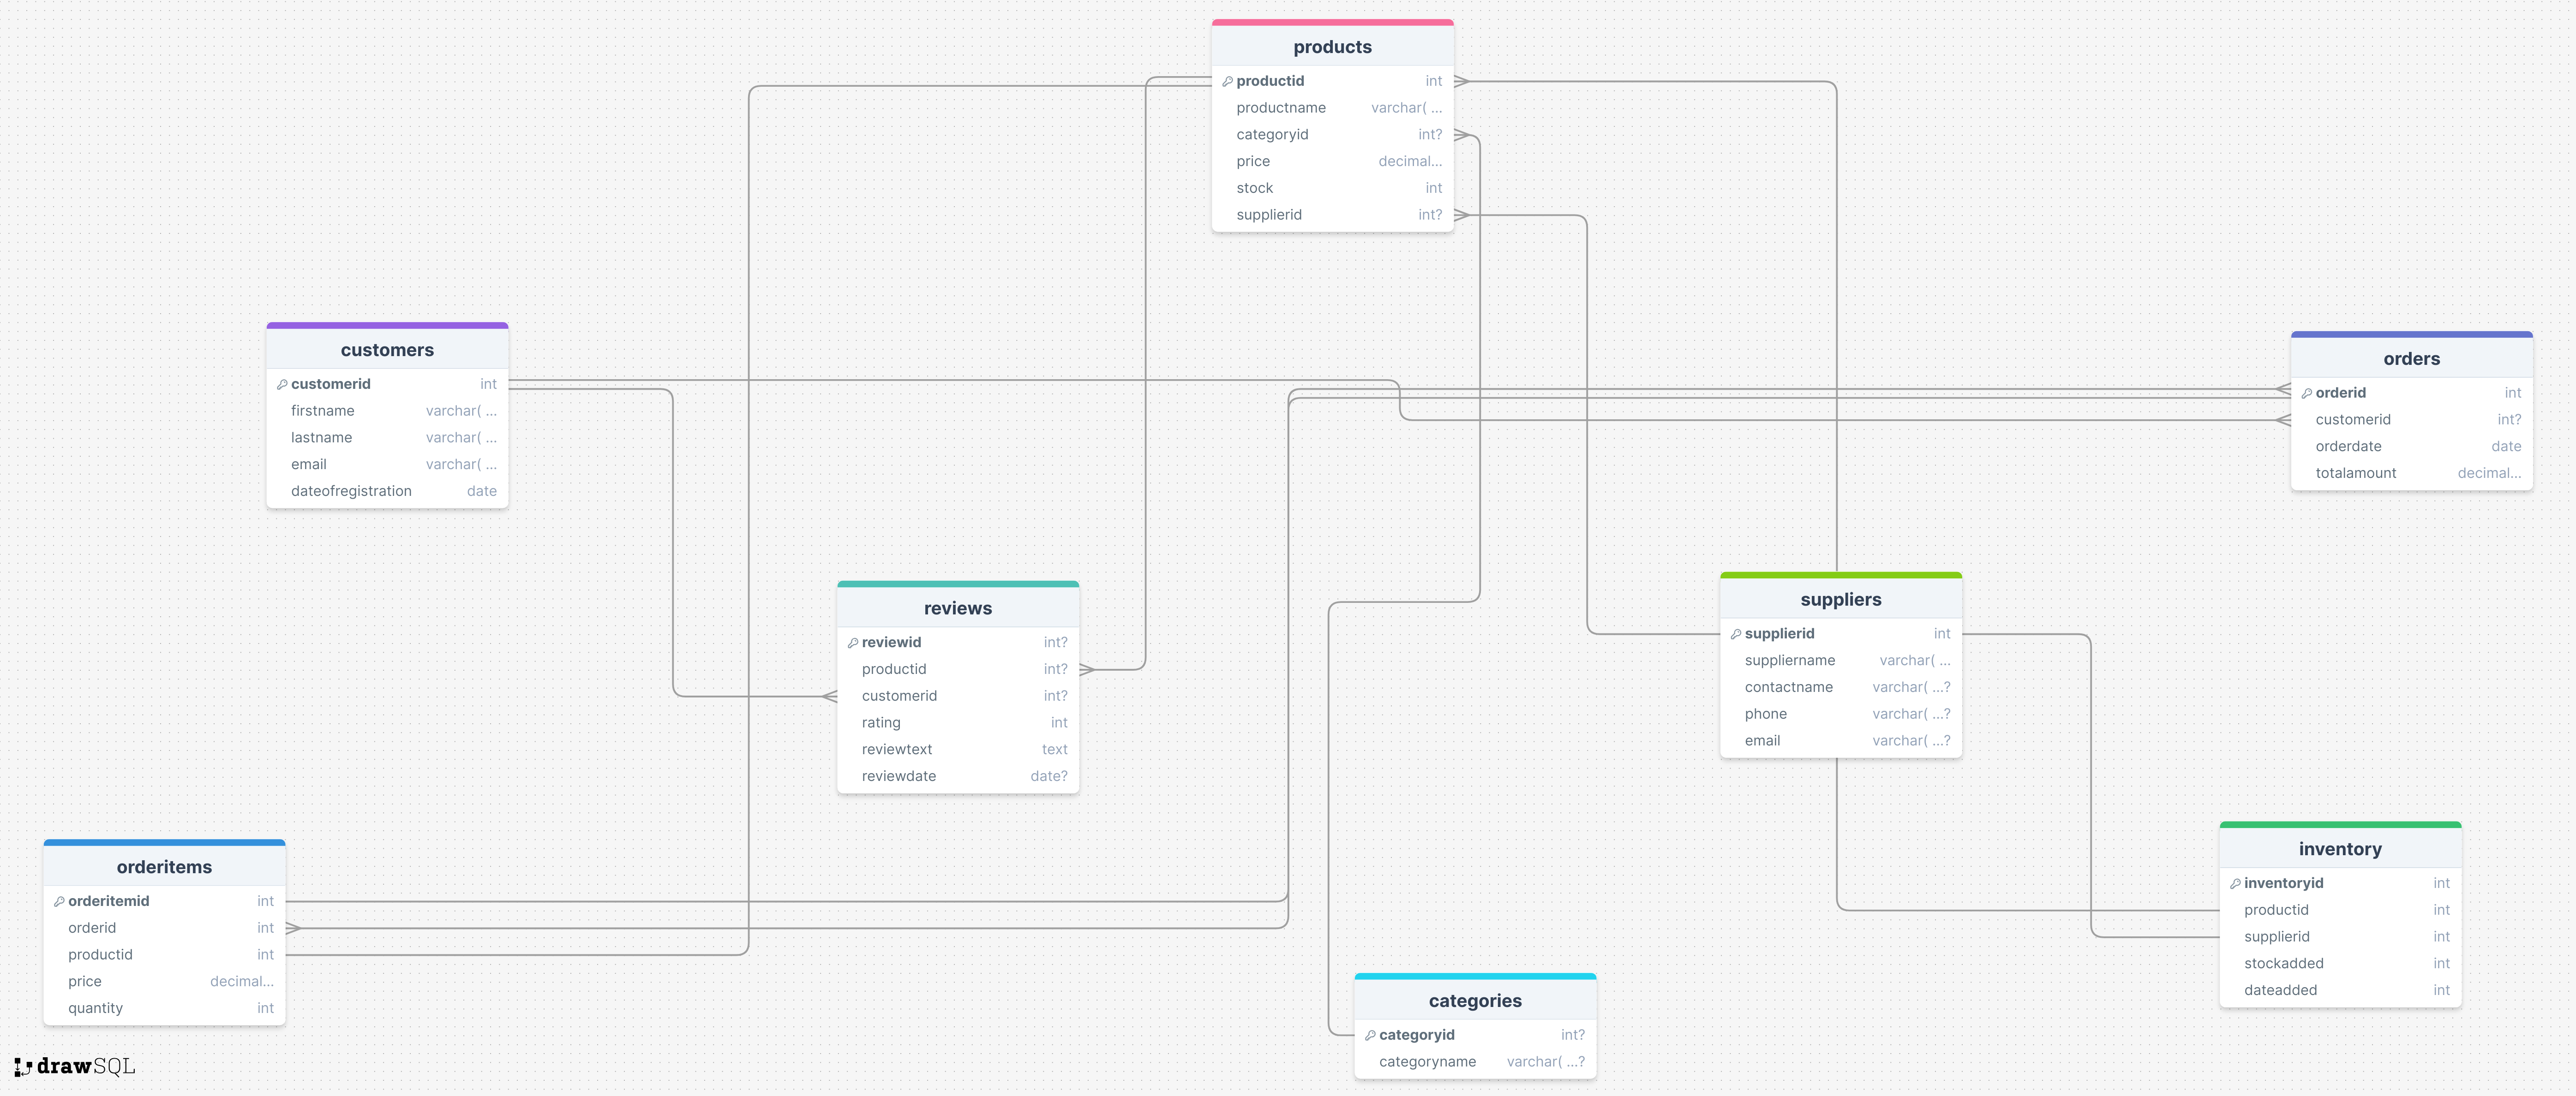 products
productid int
productname varchar( ...
categoryid int?
price decimal...
stock int
supplierid int?
customers
customerid int
firstname varchar( ...
lastname varchar( ...
email varchar( ...
dateofregistration date
orders
orderid int
customerid int?
orderdate date
totalamount decimal...
reviews
reviewid int?
productid int?
customerid int?
rating int
reviewtext text
reviewdate date?
suppliers
supplierid int
suppliername varchar( ...
contactname varchar( ...?
phone varchar( ...?
email varchar( ...?
orderitems
orderitemid int
orderid int
productid int
price decimal...
quantity int
inventory
inventoryid int
productid int
supplierid int
stockadded int
dateadded int
categories
categoryid int?
categoryname varchar( ...?
drawSQL